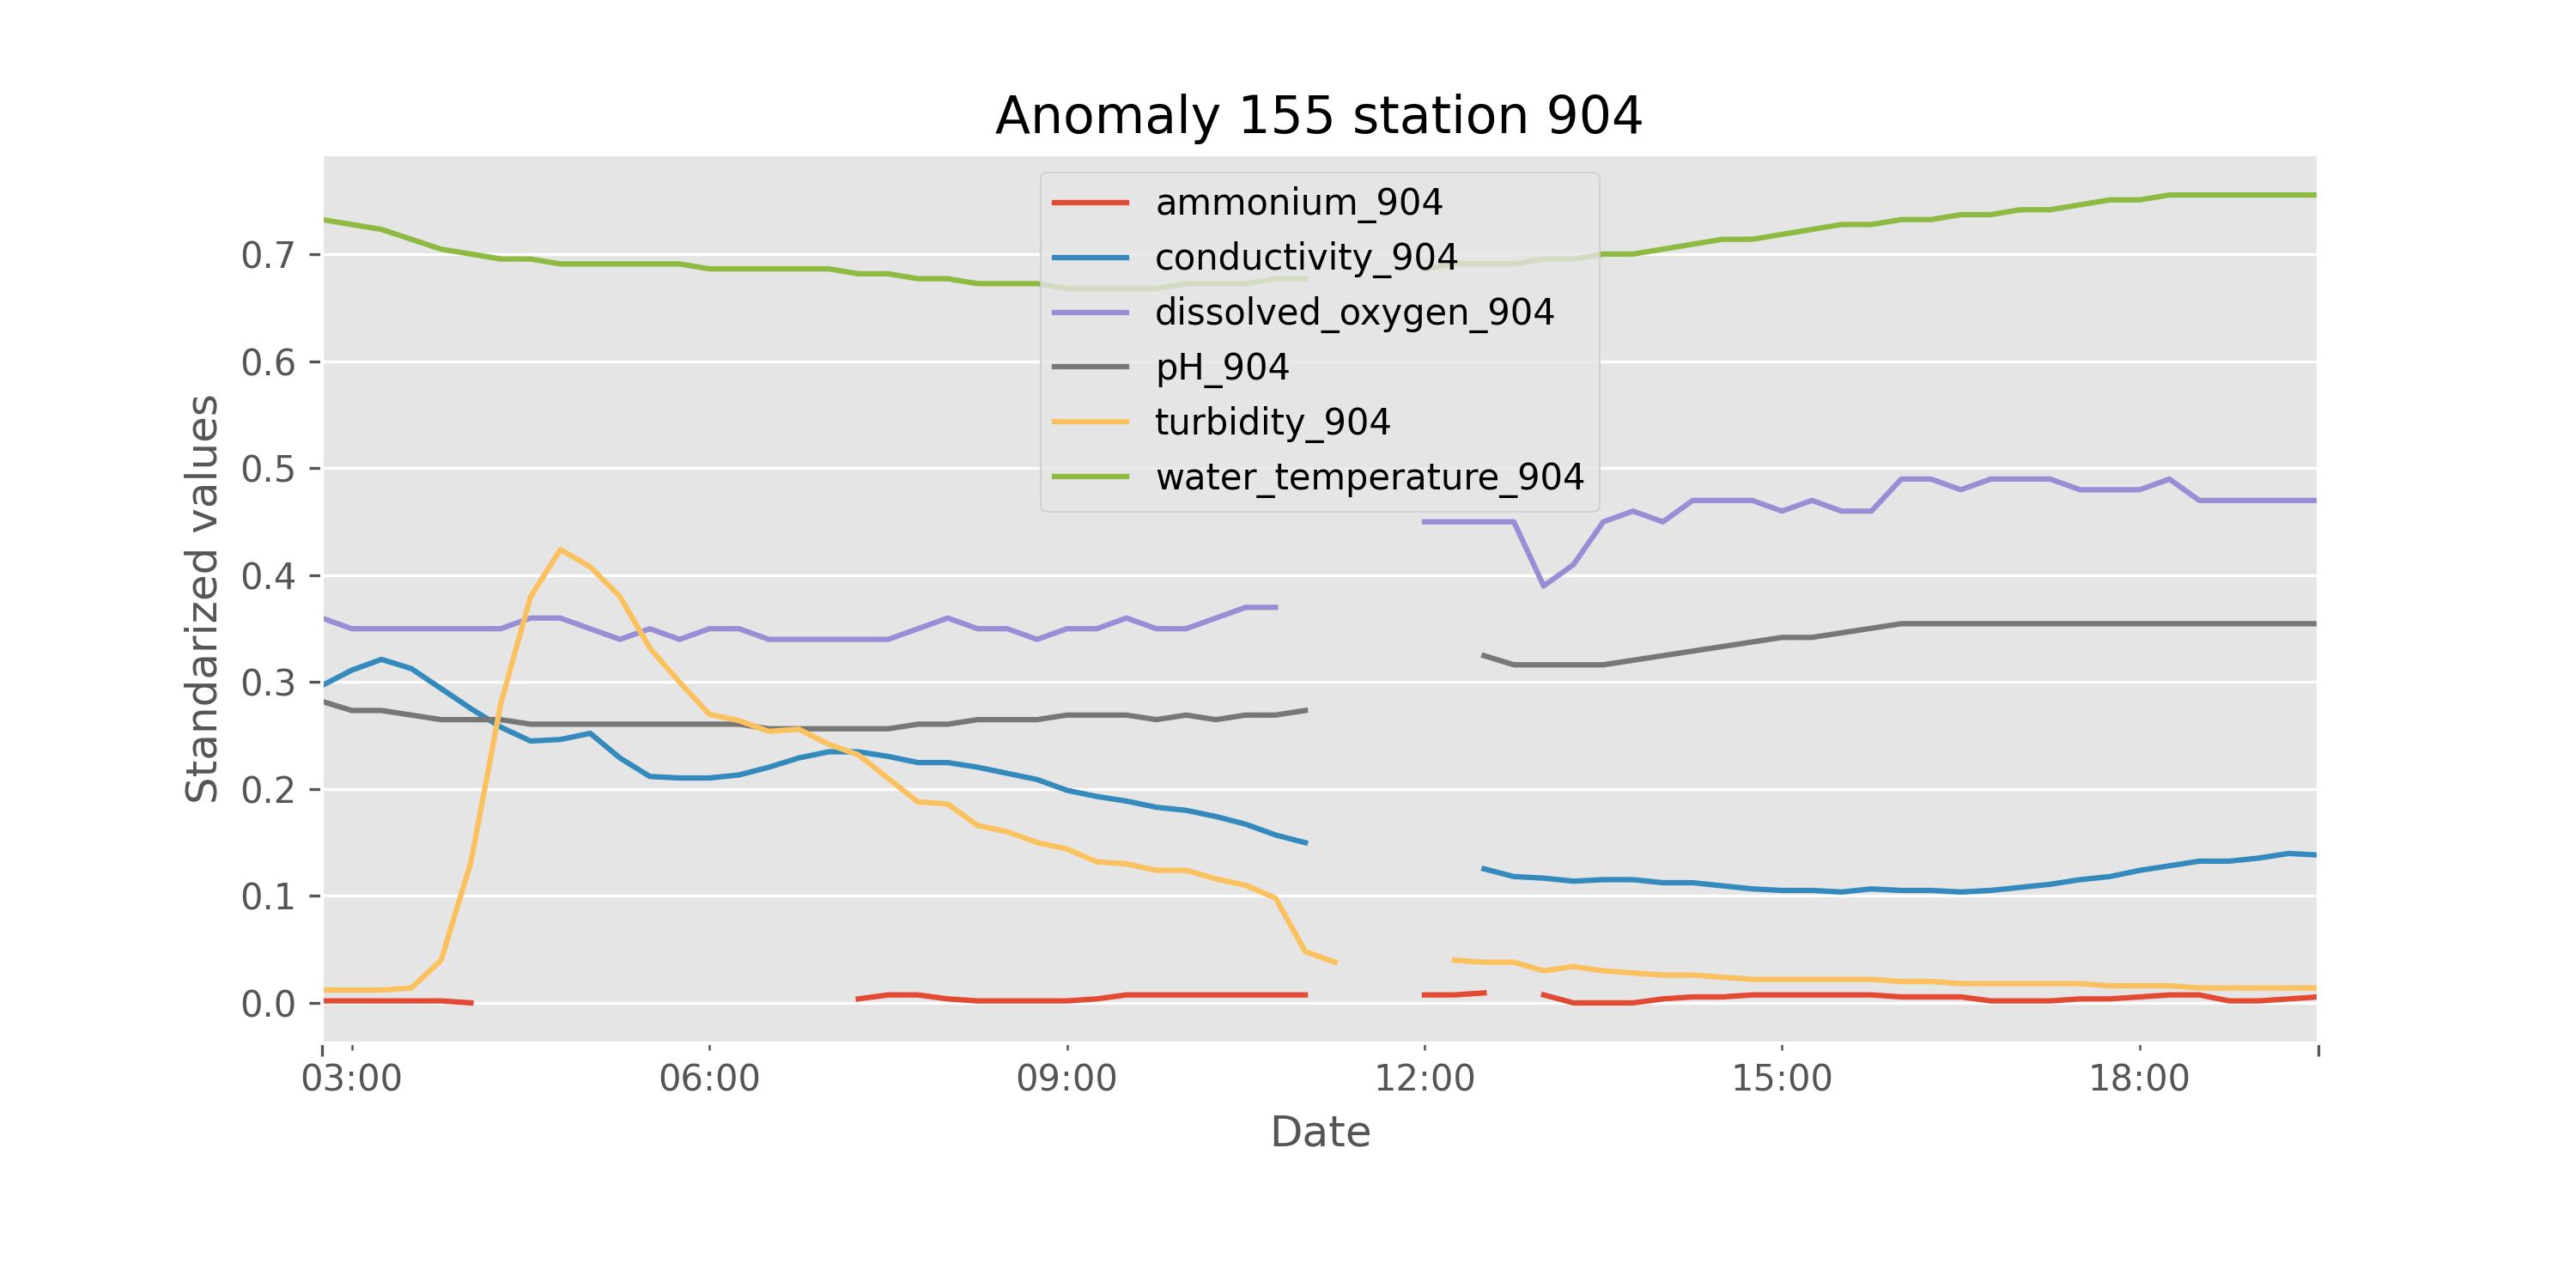 Anomaly 155 station 904
ammonium_904
conductivity_904
dissolved_oxygen_904
pH_904
turbidity_904
water_temperature_904
Standarized values
0.7
0.6
0.5
0.4
0.3
0.2
0.1
0.0
03:00 06:00 09:00 12:00 15:00 18:00
Date